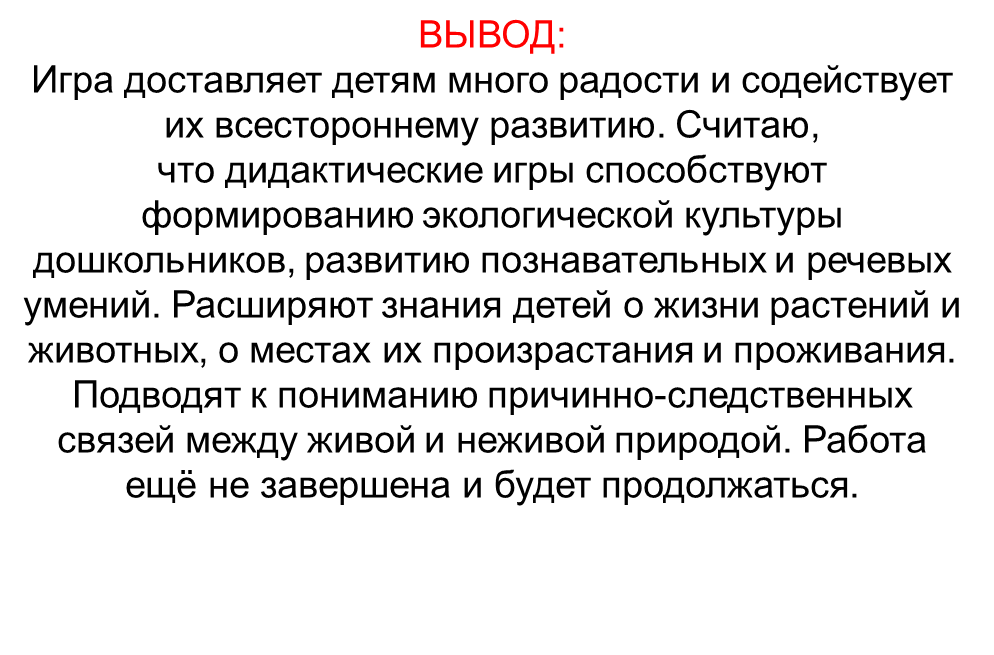 ВЫВОД:
Игра доставляет детям много радости и содействует
их всестороннему развитию. Считаю,
что дидактические игры способствуют
формированию экологической культуры
дошкольников, развитию познавательных и речевых
умений. Расширяют знания детей о жизни растений и
животных, о местах их произрастания и проживания.
Подводят к пониманию причинно-следственных
связей между живой и неживой природой. Работа
ещё не завершена и будет продолжаться.